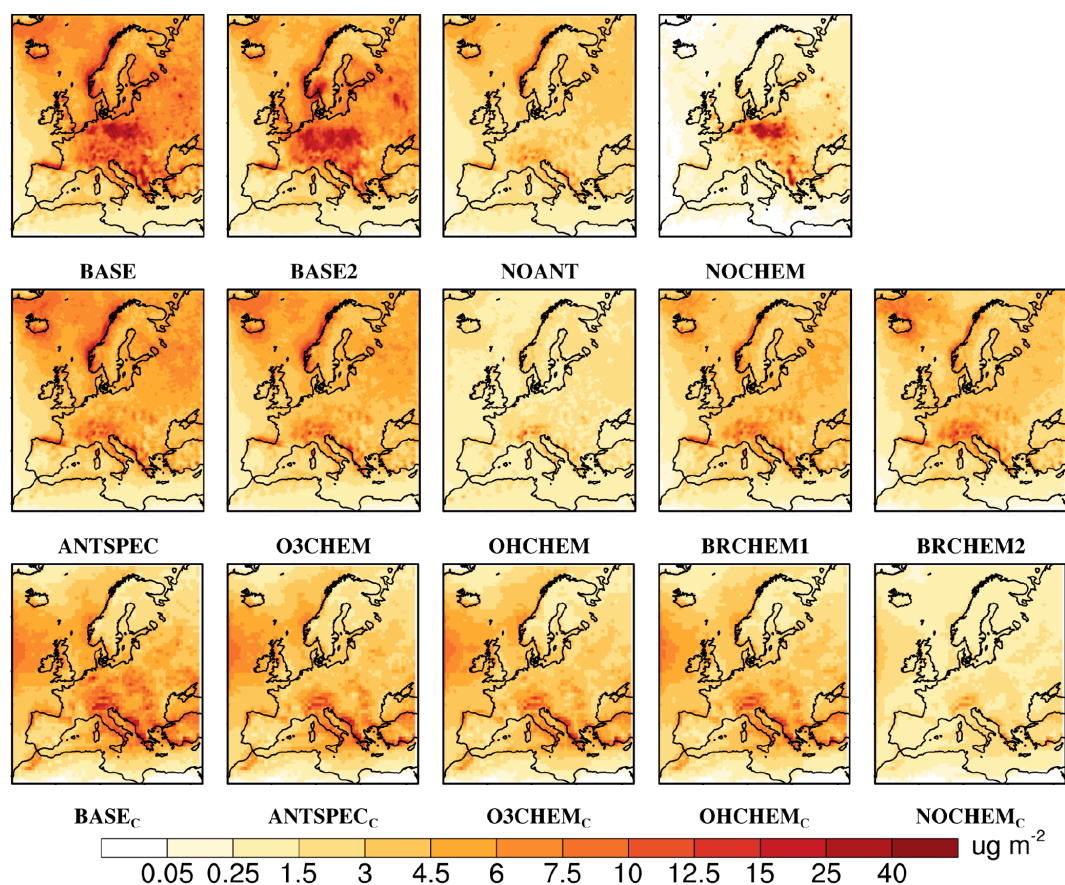 BASE BASE2 NOANT NOCHEM
ANTSPEC O3CHEM OHCHEM BRCHEM1 BRCHEM2
BASE_C ANTSPEC_C O3CHEM_C OHCHEM_C NOCHEM_C
0.05 0.25 1.5 3 4.5 6 7.5 10 12.5 15 25 40 ug m⁻²